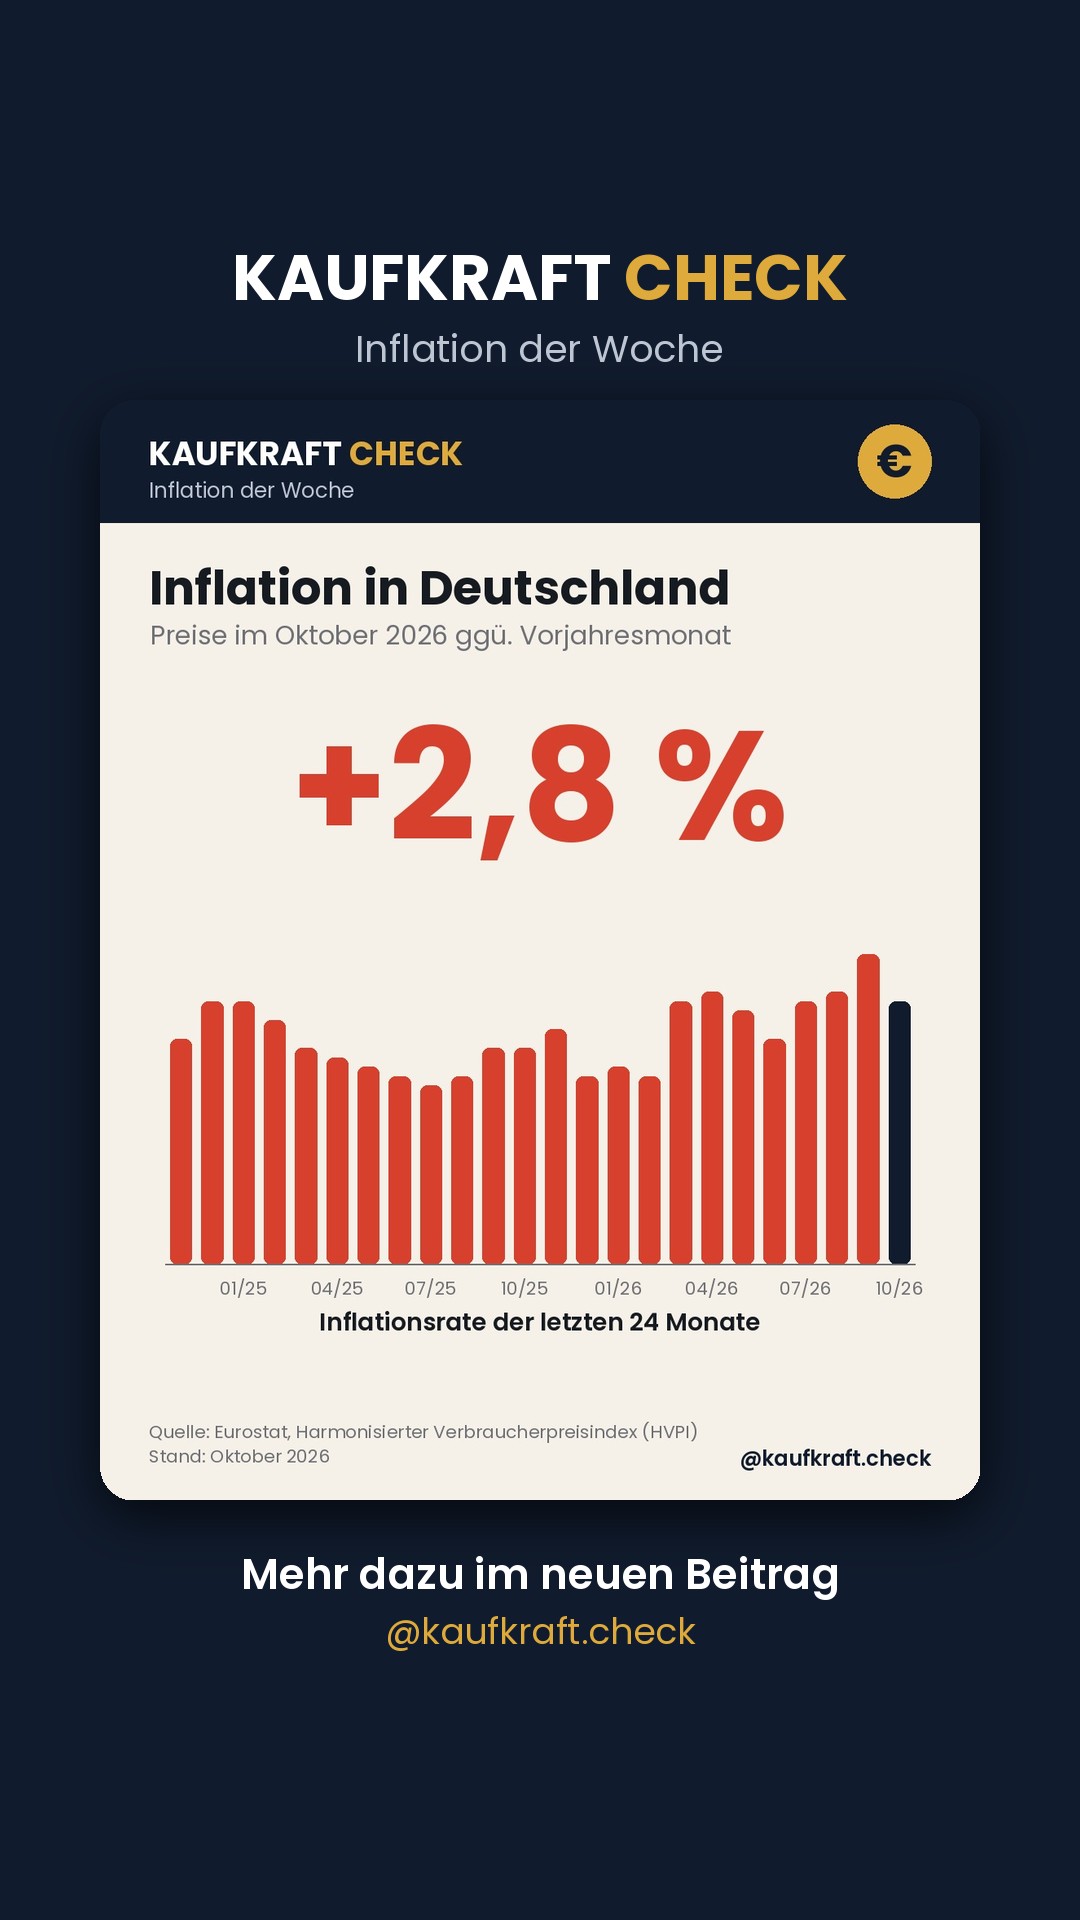 KAUFKRAFT CHECK
Inflation der Woche
KAUFKRAFT CHECK
Inflation der Woche
€
Inflation in Deutschland
Preise im Oktober 2026 ggü. Vorjahresmonat
+2,8 %
01/25 04/25 07/25 10/25 01/26 04/26 07/26 10/26
Inflationsrate der letzten 24 Monate
Quelle: Eurostat, Harmonisierter Verbraucherpreisindex (HVPI)
Stand: Oktober 2026
@kaufkraft.check
Mehr dazu im neuen Beitrag
@kaufkraft.check